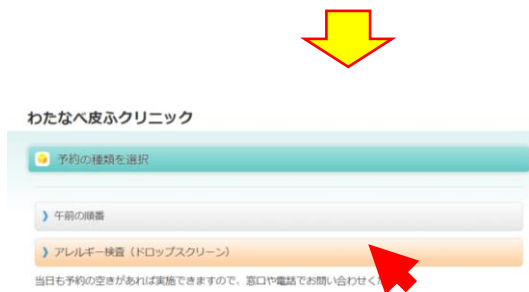 わたなべ皮ふクリニック
予約の種類を選択
午前の順番
アレルギー検査（ドロップスクリーン）
当日も予約の空きがあれば実施できますので、窓口や電話でお問い合わせく